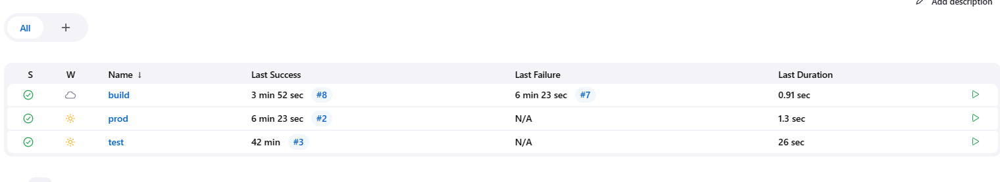 Add description
All +
S W Name ↓ Last Success Last Failure Last Duration
build 3 min 52 sec #8 6 min 23 sec #7 0.91 sec
prod 6 min 23 sec #2 N/A 1.3 sec
test 42 min #3 N/A 26 sec